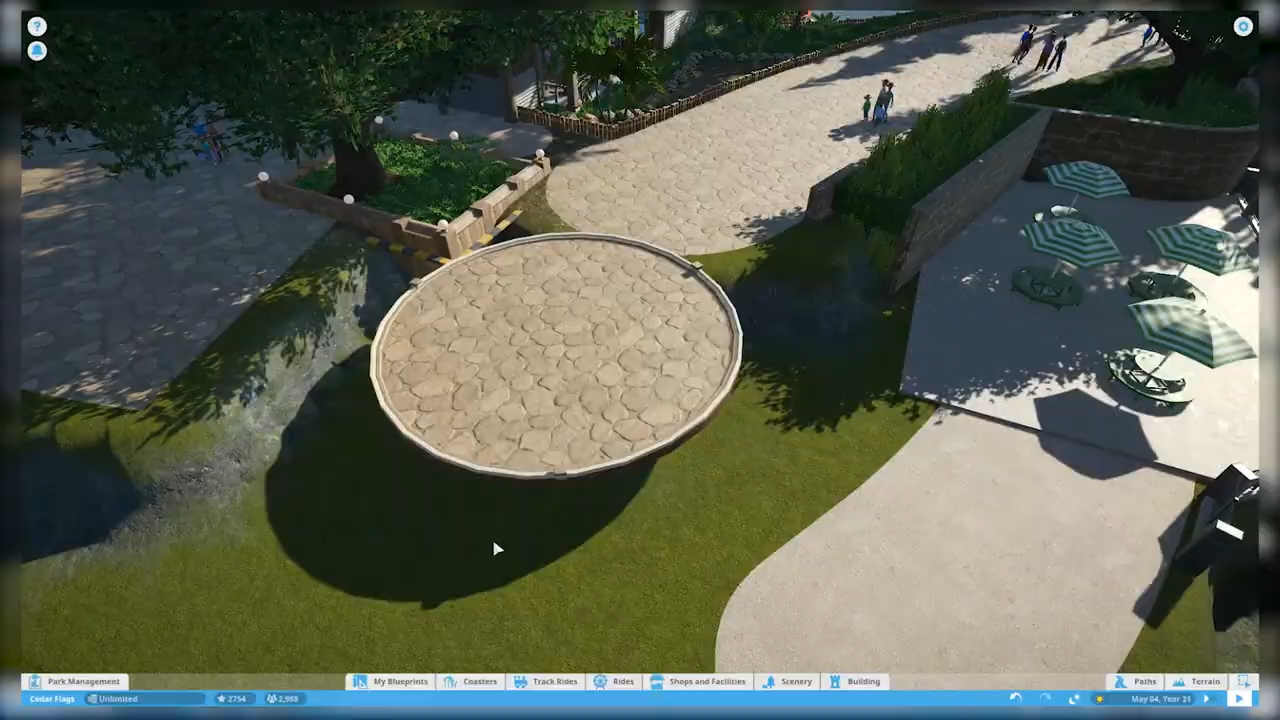 ?
Park Management
My Blueprints
Coasters
Track Rides
Rides
Shops and Facilities
Scenery
Building
Paths
Terrain
Cedar Flags
Unlimited
2754
2,988
May 04, Year 21